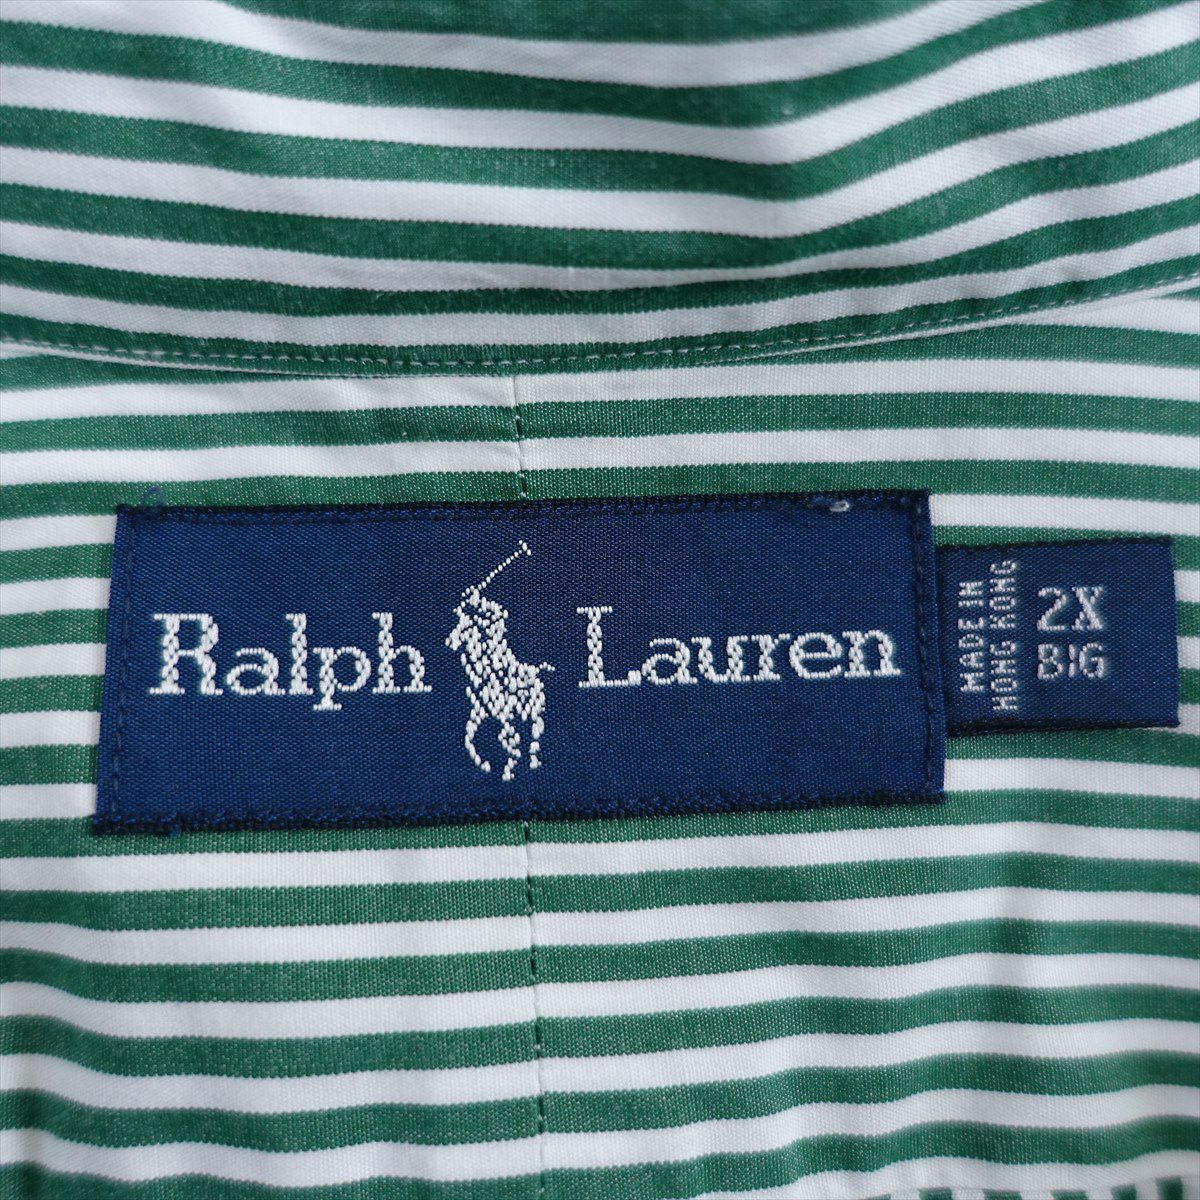 Ralph Lauren
MADE IN
HONG KONG
2X
BIG